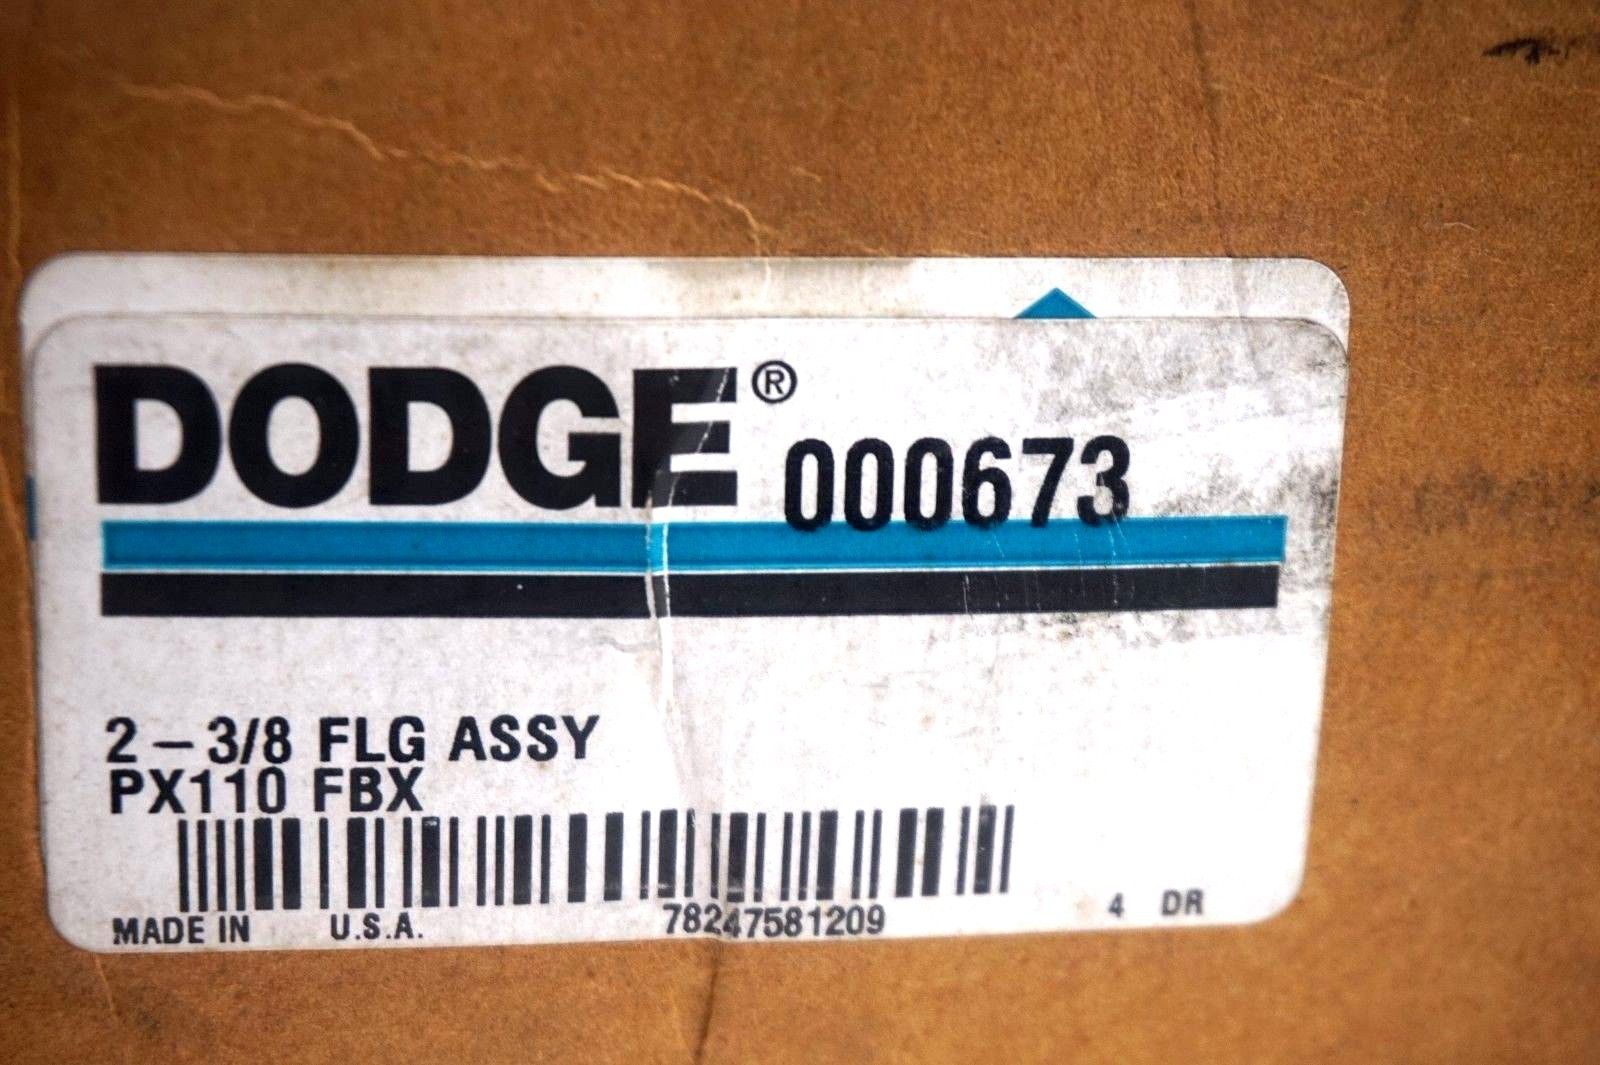 DODGE® 000673
2-3/8 FLG ASSY
PX110 FBX
MADE IN U.S.A. 78247581209 4 DR